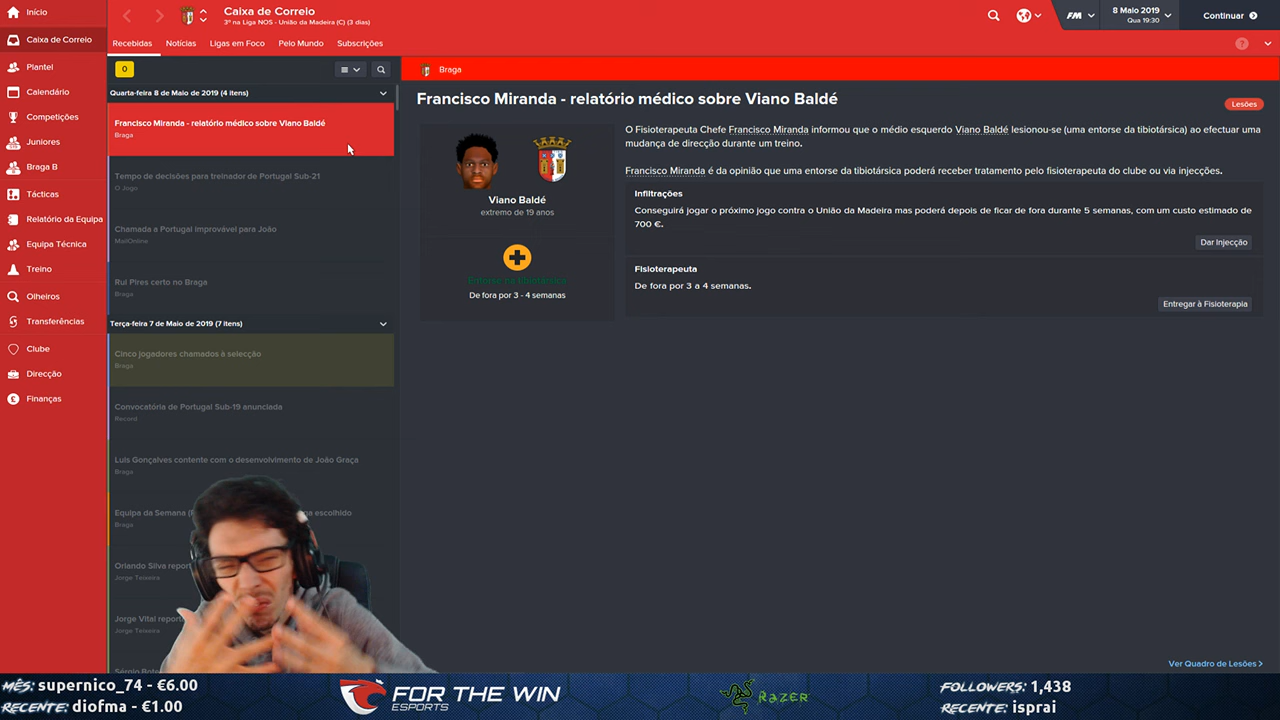 Início
Caixa de Correio
Plantel
Calendário
Competições
Juniores
Braga B
Tácticas
Relatório da Equipa
Equipa Técnica
Treino
Olheiros
Transferências
Clube
Direcção
Finanças
Caixa de Correio
3º na Liga NOS - União da Madeira (C) (3 dias)
FM
8 Maio 2019
Qua 19:30
Continuar
Recebidas
Notícias
Ligas em Foco
Pelo Mundo
Subscrições
0
Quarta-feira 8 de Maio de 2019 (4 itens)
Francisco Miranda - relatório médico sobre Viano Baldé
Braga
Tempo de decisões para treinador de Portugal Sub-21
O Jogo
Chamada a Portugal improvável para João
MailOnline
Rui Pires certo no Braga
Braga
Terça-feira 7 de Maio de 2019 (7 itens)
Cinco jogadores chamados à selecção
Braga
Convocatória de Portugal Sub-19 anunciada
Record
Luís Gonçalves contente com o desenvolvimento de João Graça
Braga
Equipa da Semana
escolhido
Braga
Orlando Silva
Jorge Teixeira
Jorge Vital
Jorge Teixeira
Sérgio
Braga
Francisco Miranda - relatório médico sobre Viano Baldé
Lesões
Viano Baldé
extremo de 19 anos
Entorse da tibiotársica
De fora por 3 - 4 semanas
O Fisioterapeuta Chefe Francisco Miranda informou que o médio esquerdo Viano Baldé lesionou-se (uma entorse da tibiotársica) ao efectuar uma
mudança de direcção durante um treino.
Francisco Miranda é da opinião que uma entorse da tibiotársica poderá receber tratamento pelo fisioterapeuta do clube ou via injecções.
Infiltrações
Conseguirá jogar o próximo jogo contra o União da Madeira mas poderá depois de ficar de fora durante 5 semanas, com um custo estimado de
700 €.
Dar Injecção
Fisioterapeuta
De fora por 3 a 4 semanas.
Entregar à Fisioterapia
Ver Quadro de Lesões >
MÊS: supernico_74 - €6.00
RECENTE: diofma - €1.00
FOR THE WIN
ESPORTS
RAZER
FOLLOWERS: 1,438
RECENTE: isprai